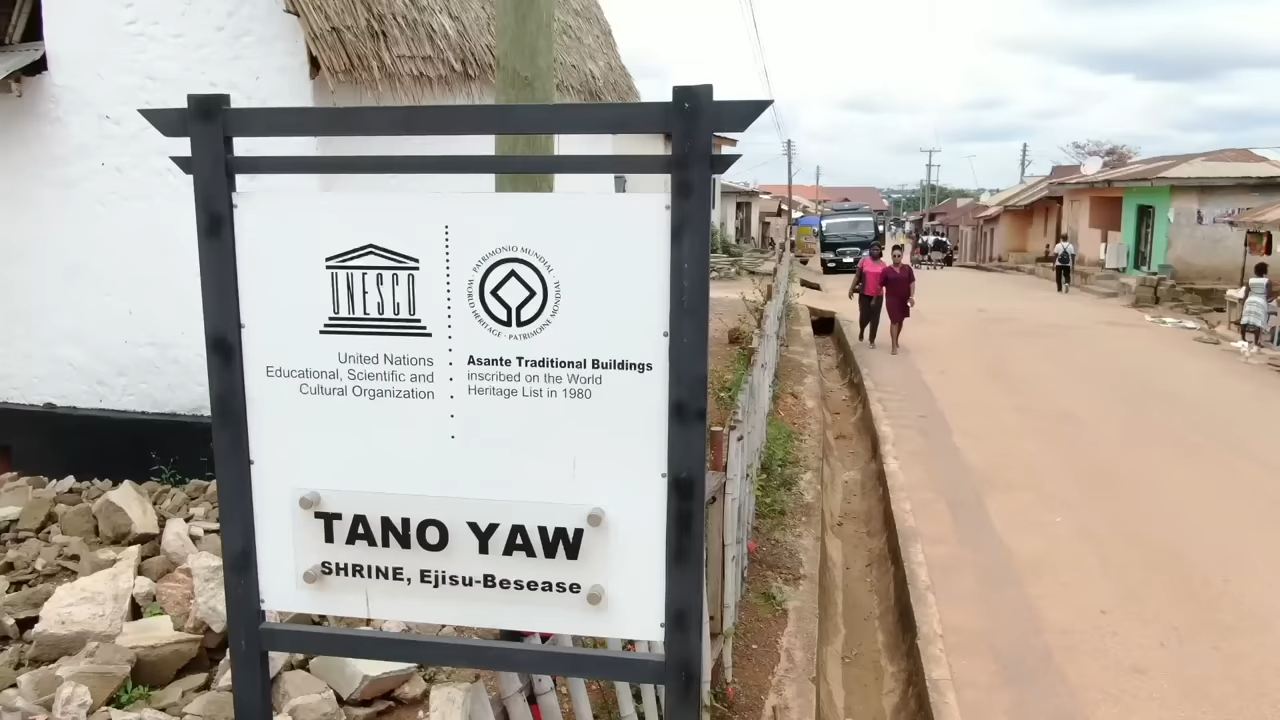 UNESCO
United Nations
Educational, Scientific and
Cultural Organization
WORLD HERITAGE · PATRIMONIO MUNDIAL · PATRIMOINE MONDIAL ·
Asante Traditional Buildings
inscribed on the World
Heritage List in 1980
TANO YAW
SHRINE, Ejisu-Besease